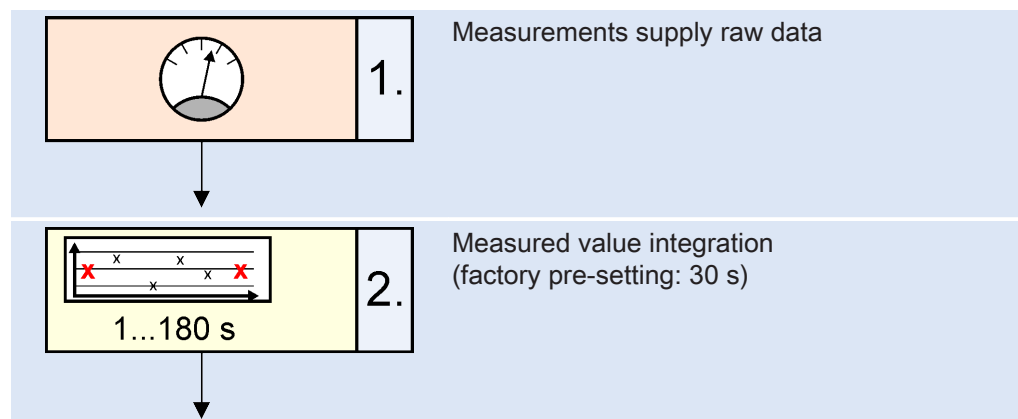 1.
Measurements supply raw data
x x x x x x
1...180 s
2.
Measured value integration
(factory pre-setting: 30 s)